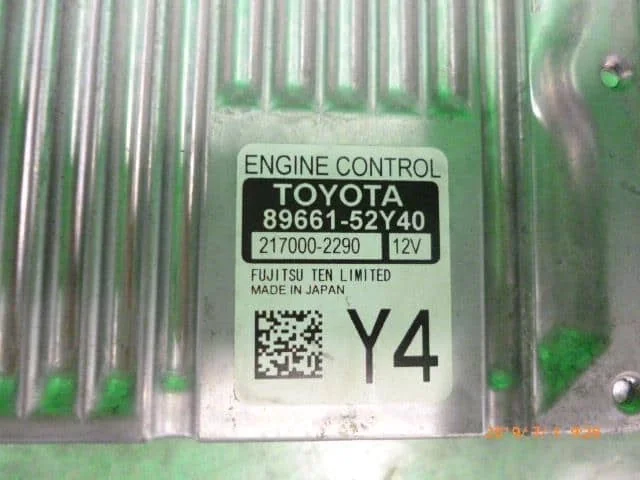 ENGINE CONTROL
TOYOTA
89661-52Y40
217000-2290 12V
FUJITSU TEN LIMITED
MADE IN JAPAN
Y4